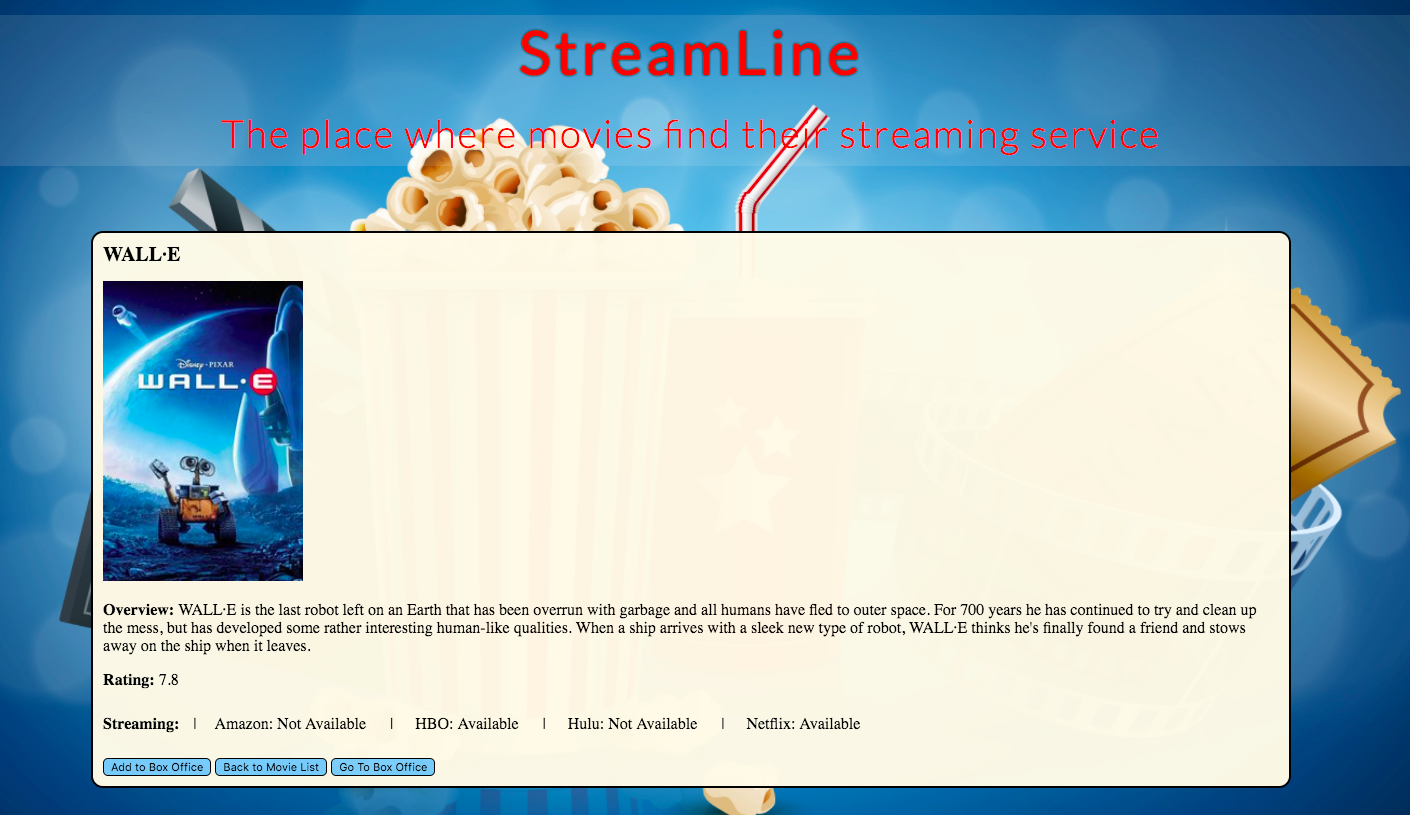 StreamLine
The place where movies find their streaming service
WALL·E
Disney·PIXAR
WALL·E
Overview: WALL·E is the last robot left on an Earth that has been overrun with garbage and all humans have fled to outer space. For 700 years he has continued to try and clean up
the mess, but has developed some rather interesting human-like qualities. When a ship arrives with a sleek new type of robot, WALL·E thinks he's finally found a friend and stows
away on the ship when it leaves.
Rating: 7.8
Streaming: | Amazon: Not Available | HBO: Available | Hulu: Not Available | Netflix: Available
Add to Box Office Back to Movie List Go To Box Office